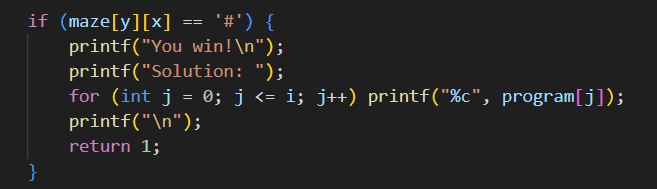 if (maze[y][x] == '#') {
    printf("You win!\n");
    printf("Solution: ");
    for (int j = 0; j <= i; j++) printf("%c", program[j]);
    printf("\n");
    return 1;
}